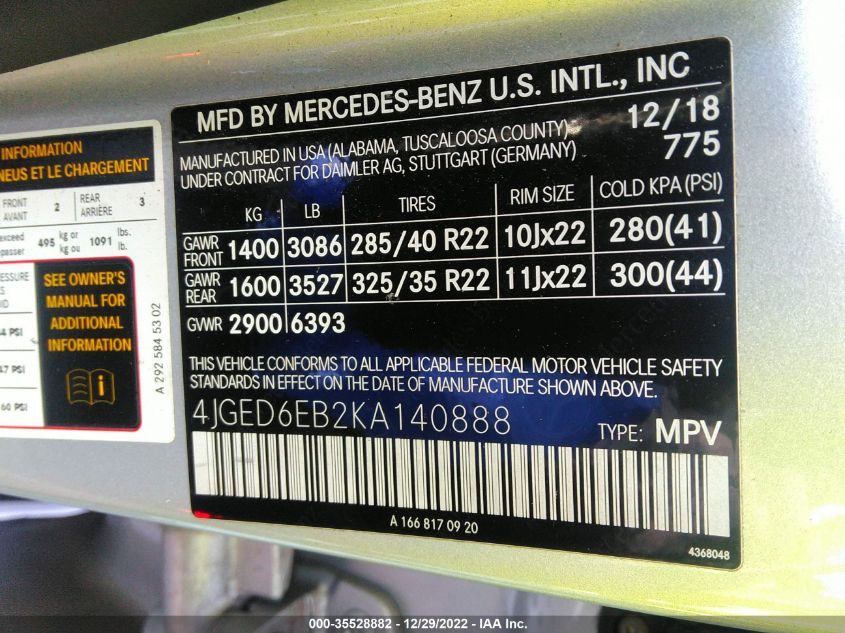 INFORMATION
NEUS ET LE CHARGEMENT
FRONT
AVANT
2
REAR
ARRIÈRE
3
exceed
495 kg or
kg ou
1091 lbs.
lb.
SEE OWNER'S
MANUAL FOR
ADDITIONAL
INFORMATION
PSI
47 PSI
60 PSI
A 292 584 53 02
MFD BY MERCEDES-BENZ U.S. INTL., INC
MANUFACTURED IN USA (ALABAMA, TUSCALOOSA COUNTY) 12/18
UNDER CONTRACT FOR DAIMLER AG, STUTTGART (GERMANY) 775
KG LB TIRES RIM SIZE COLD KPA (PSI)
GAWR FRONT 1400 3086 285/40 R22 10Jx22 280(41)
GAWR REAR 1600 3527 325/35 R22 11Jx22 300(44)
GVWR 2900 6393
THIS VEHICLE CONFORMS TO ALL APPLICABLE FEDERAL MOTOR VEHICLE SAFETY
STANDARDS IN EFFECT ON THE DATE OF MANUFACTURE SHOWN ABOVE.
4JGED6EB2KA140888 TYPE: MPV
A 166 817 09 20
4368048
000-35528882 - 12/29/2022 - IAA Inc.